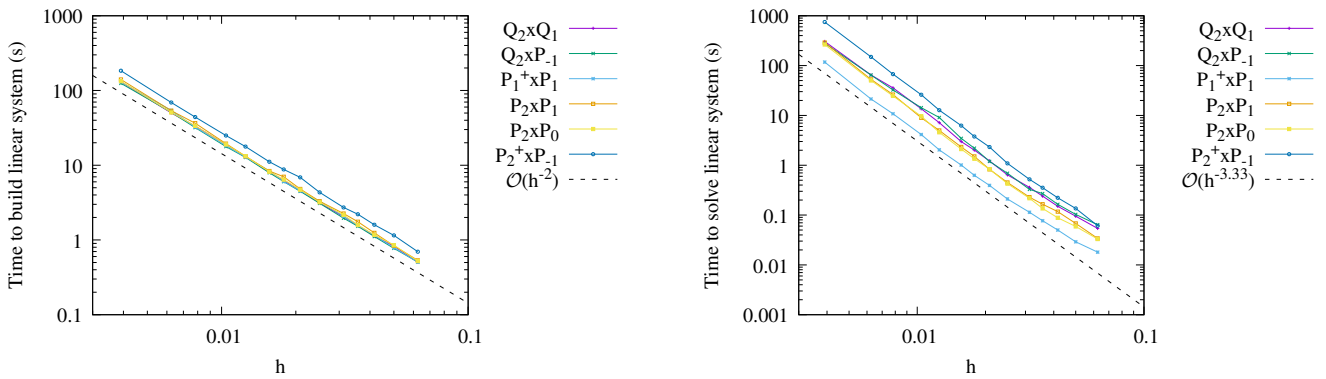 Time to build linear system (s)
1000
100
10
1
0.1
0.01
0.1
h
Q2xQ1
Q2xP-1
P1+xP1
P2xP1
P2xP0
P2+xP-1
𝒪(h-2)
Time to solve linear system (s)
1000
100
10
1
0.1
0.01
0.001
0.01
0.1
h
Q2xQ1
Q2xP-1
P1+xP1
P2xP1
P2xP0
P2+xP-1
𝒪(h-3.33)